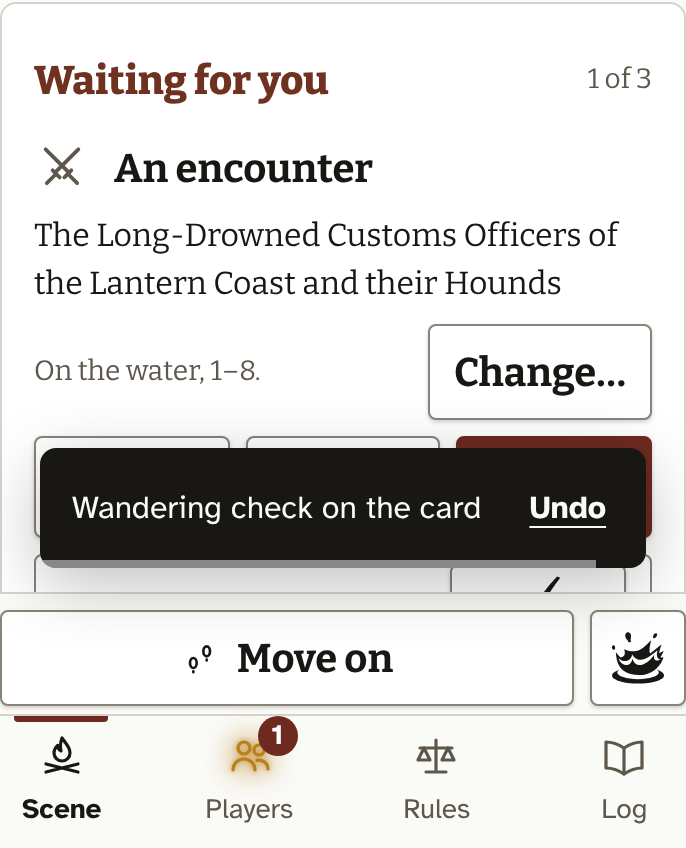 Waiting for you
1 of 3
An encounter
The Long-Drowned Customs Officers of
the Lantern Coast and their Hounds
On the water, 1–8.
Change...
Wandering check on the card
Undo
Move on
1
Scene
Players
Rules
Log